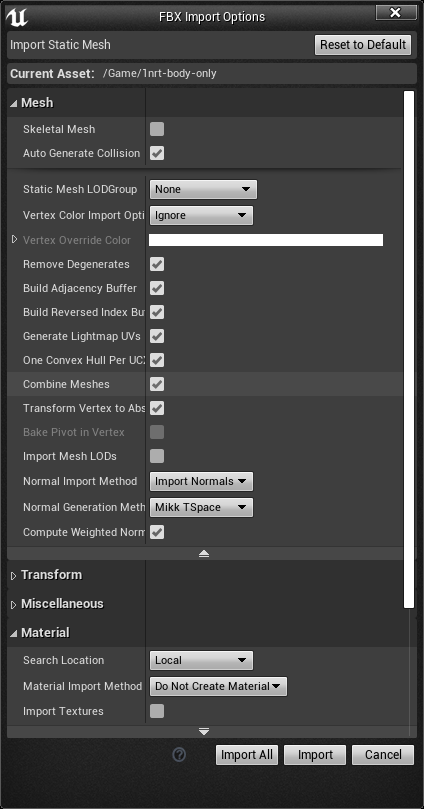 FBX Import Options
Import Static Mesh
Reset to Default
Current Asset: /Game/1nrt-body-only
Mesh
Skeletal Mesh
Auto Generate Collision
Static Mesh LODGroup None
Vertex Color Import Opti Ignore
Vertex Override Color
Remove Degenerates
Build Adjacency Buffer
Build Reversed Index Bu
Generate Lightmap UVs
One Convex Hull Per UCX
Combine Meshes
Transform Vertex to Abs
Bake Pivot in Vertex
Import Mesh LODs
Normal Import Method Import Normals
Normal Generation Meth Mikk TSpace
Compute Weighted Norm
Transform
Miscellaneous
Material
Search Location Local
Material Import Method Do Not Create Material
Import Textures
? Import All Import Cancel